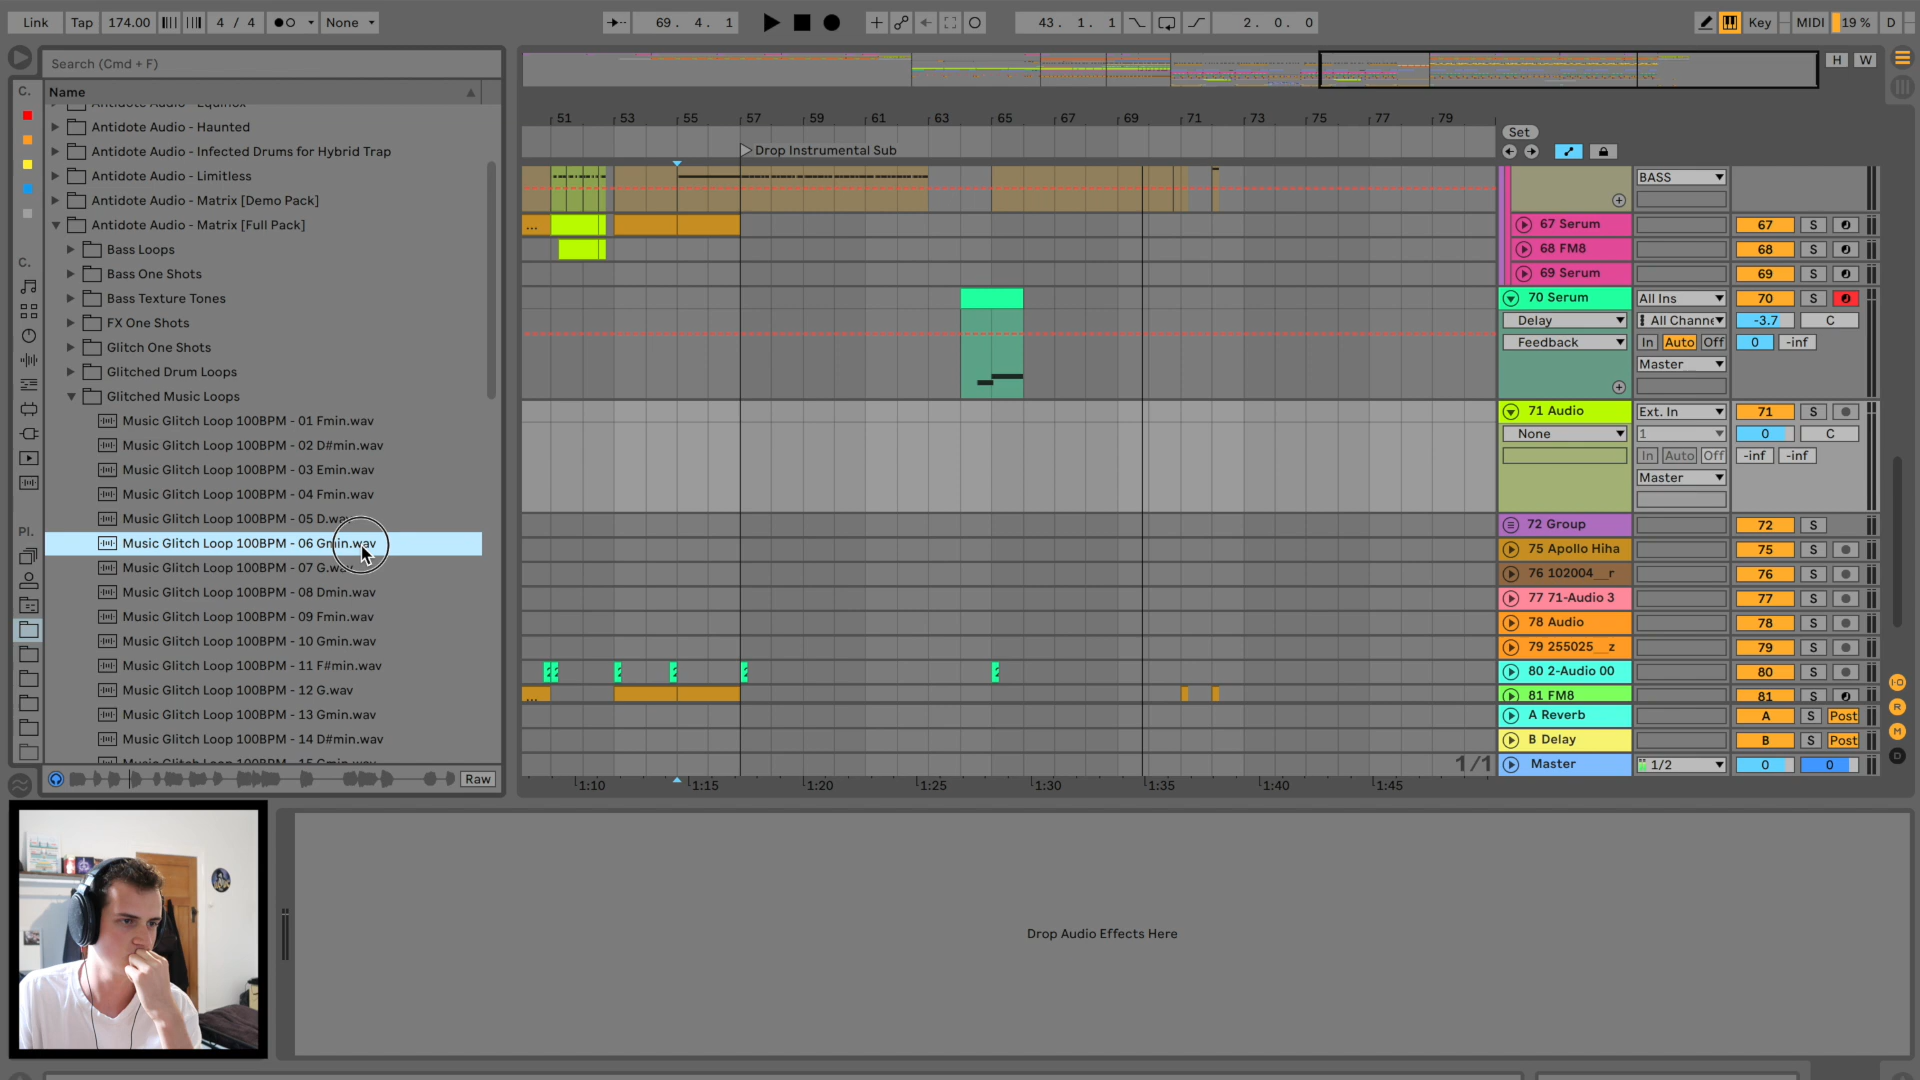 Link Tap 174.00 4 / 4 None 69. 4. 1 43. 1. 1 2. 0. 0 Key MIDI 19 % D
Search (Cmd + F)
H W
C.
Name
Antidote Audio - Equinox
Antidote Audio - Haunted
Antidote Audio - Infected Drums for Hybrid Trap
Antidote Audio - Limitless
Antidote Audio - Matrix [Demo Pack]
Antidote Audio - Matrix [Full Pack]
Bass Loops
Bass One Shots
Bass Texture Tones
FX One Shots
Glitch One Shots
Glitched Drum Loops
Glitched Music Loops
Music Glitch Loop 100BPM - 01 Fmin.wav
Music Glitch Loop 100BPM - 02 D#min.wav
Music Glitch Loop 100BPM - 03 Emin.wav
Music Glitch Loop 100BPM - 04 Fmin.wav
Music Glitch Loop 100BPM - 05 D.wav
Music Glitch Loop 100BPM - 06 Gmin.wav
Music Glitch Loop 100BPM - 07 G.wav
Music Glitch Loop 100BPM - 08 Dmin.wav
Music Glitch Loop 100BPM - 09 Fmin.wav
Music Glitch Loop 100BPM - 10 Gmin.wav
Music Glitch Loop 100BPM - 11 F#min.wav
Music Glitch Loop 100BPM - 12 G.wav
Music Glitch Loop 100BPM - 13 Gmin.wav
Music Glitch Loop 100BPM - 14 D#min.wav
Music Glitch Loop 100BPM - 15 Gmin.wav
C.
Pl.
Raw
51 53 55 57 59 61 63 65 67 69 71 73 75 77 79
Set
Drop Instrumental Sub
BASS
67 Serum 67 S
68 FM8 68 S
69 Serum 69 S
70 Serum All Ins 70 S
Delay All Channe -3.7 C
Feedback In Auto Off 0 -inf
Master
71 Audio Ext. In 71 S
None 1 0 C
In Auto Off -inf -inf
Master
72 Group 72 S
75 Apollo Hiha 75 S
76 102004__r 76 S
77 71-Audio 3 77 S
78 Audio 78 S
79 255025__z 79 S
80 2-Audio 00 80 S
81 FM8 81 S
A Reverb A S Post
B Delay B S Post
1/1 Master 1/2 0 0
1:10 1:15 1:20 1:25 1:30 1:35 1:40 1:45
I·O
R
M
D
Drop Audio Effects Here